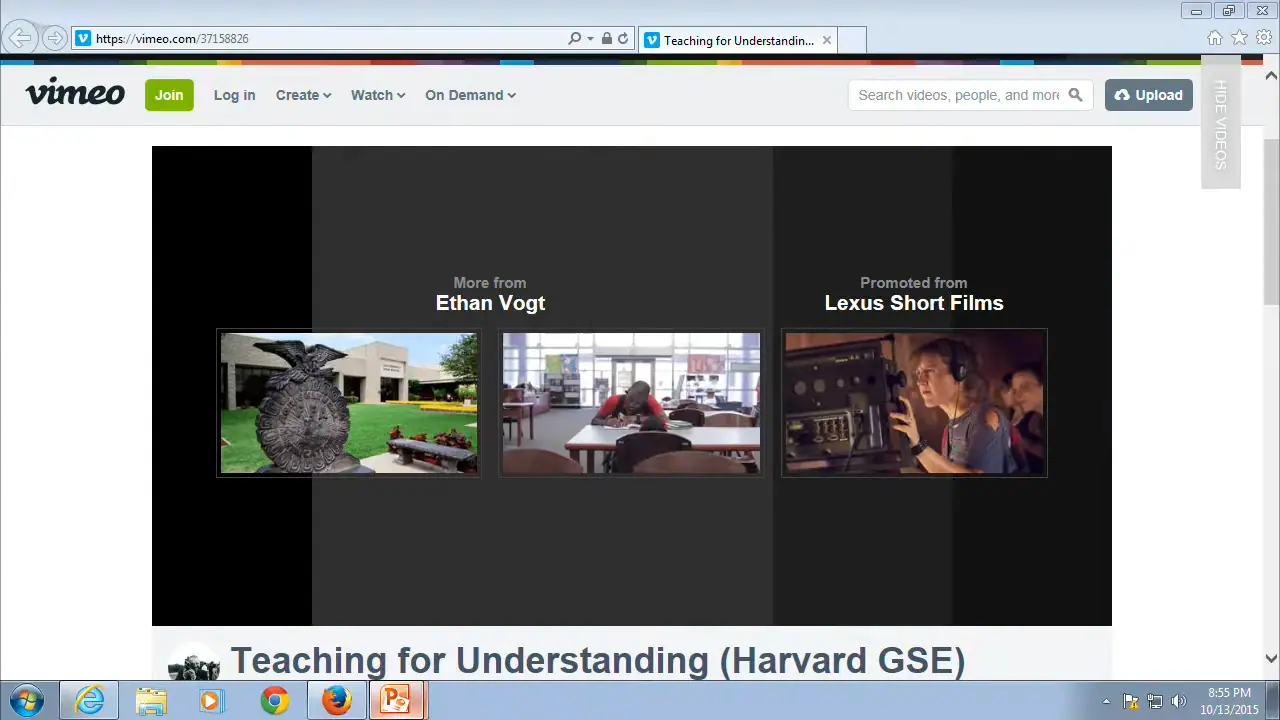 https://vimeo.com/37158826
Teaching for Understandin...
vimeo
Join
Log in
Create
Watch
On Demand
Search videos, people, and more
Upload
HIDE VIDEOS
More from
Ethan Vogt
Promoted from
Lexus Short Films
Teaching for Understanding (Harvard GSE)
8:55 PM
10/13/2015